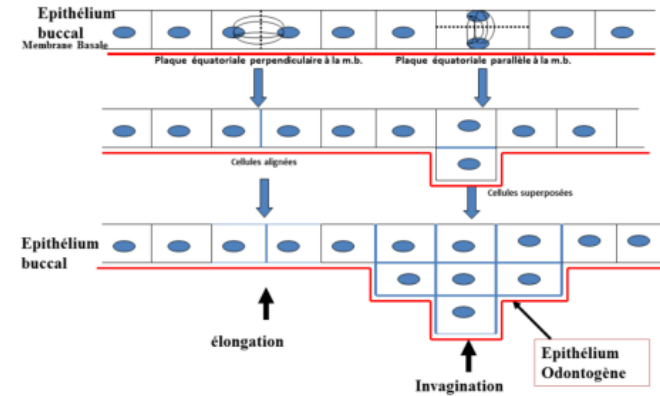 Epithélium
buccal
Membrane Basale
Plaque équatoriale perpendiculaire à la m.b.
Plaque équatoriale parallèle à la m.b.
Cellules alignées
Cellules superposées
Epithélium
buccal
élongation
Invagination
Epithélium
Odontogène